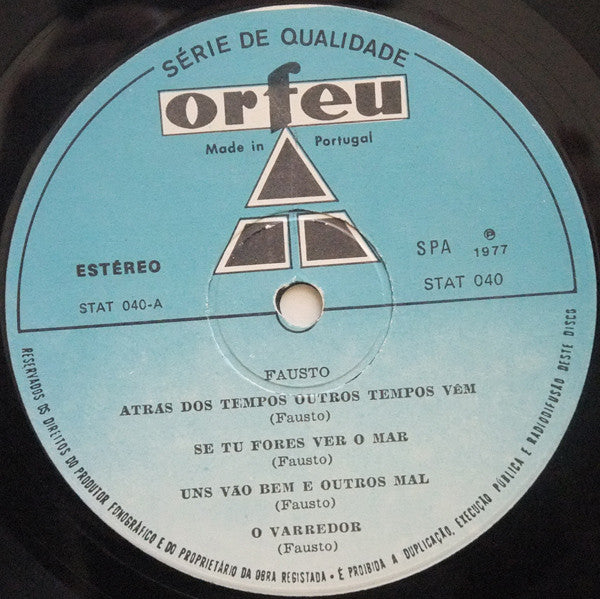 SÉRIE DE QUALIDADE
orfeu
Made in Portugal
ESTÉREO
STAT 040-A
SPA ℗ 1977
STAT 040
FAUSTO
ATRAS DOS TEMPOS OUTROS TEMPOS VÊM
(Fausto)
SE TU FORES VER O MAR
(Fausto)
UNS VÃO BEM E OUTROS MAL
(Fausto)
O VARREDOR
(Fausto)
RESERVADOS OS DIREITOS DO PRODUTOR FONOGRÁFICO E DO PROPRIETÁRIO DA OBRA REGISTADA - É PROIBIDA A DUPLICAÇÃO, EXECUÇÃO PÚBLICA E RADIODIFUSÃO DESTE DISCO